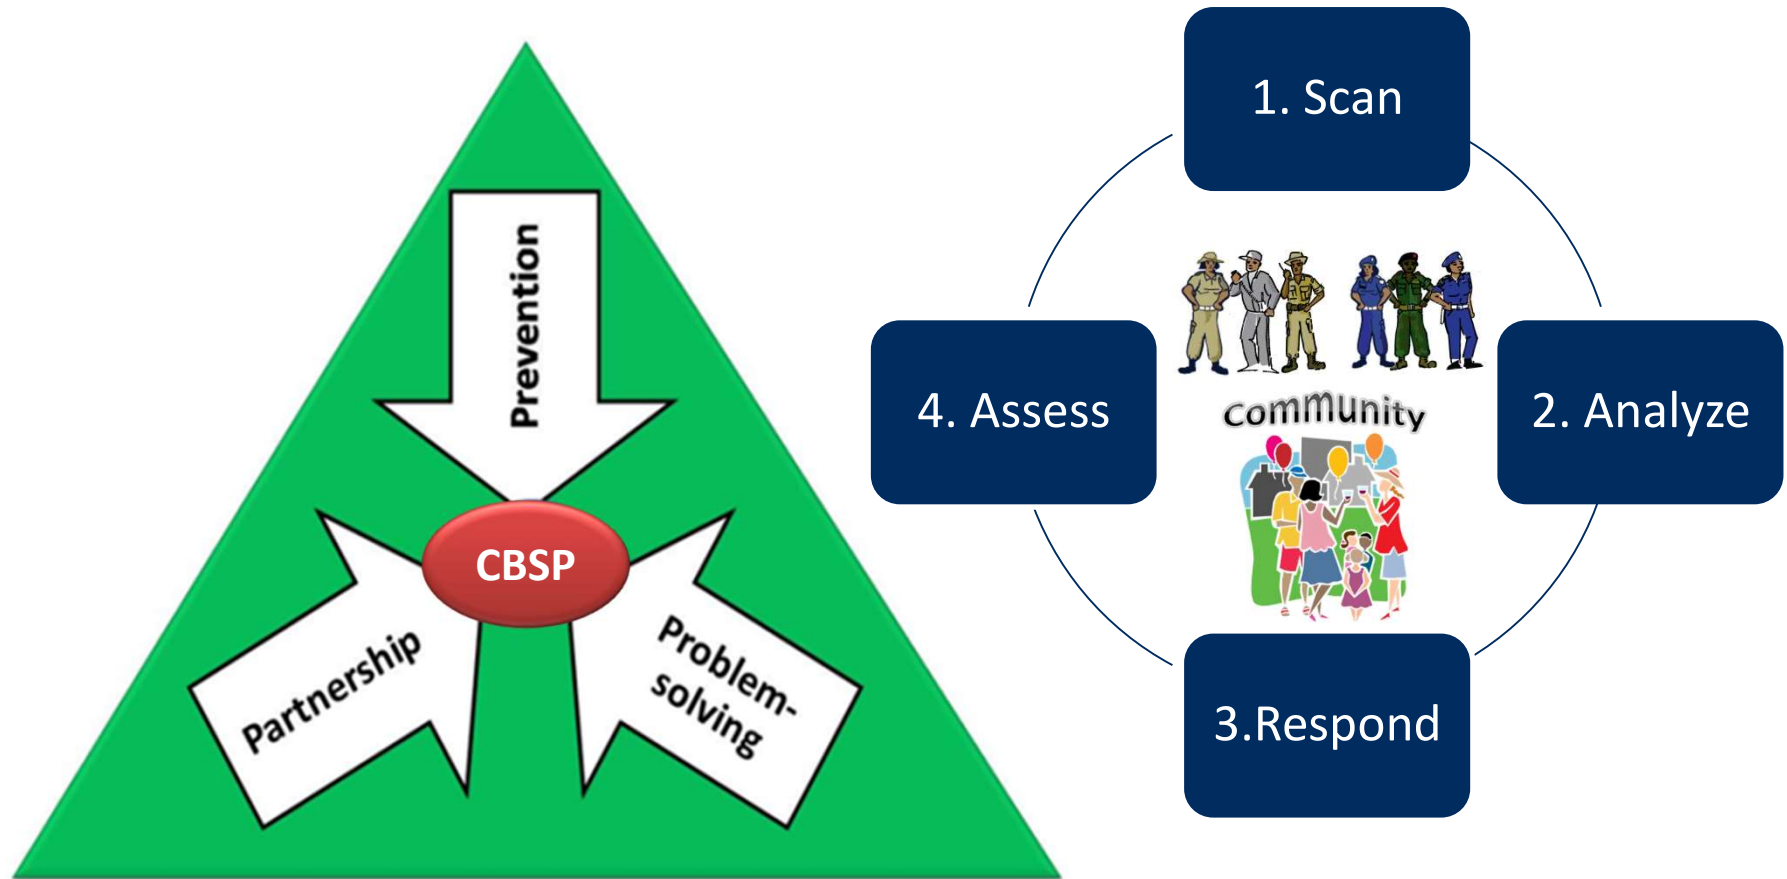 Prevention
CBSP
Partnership
Problem-
solving
1. Scan
2. Analyze
3.Respond
4. Assess
community